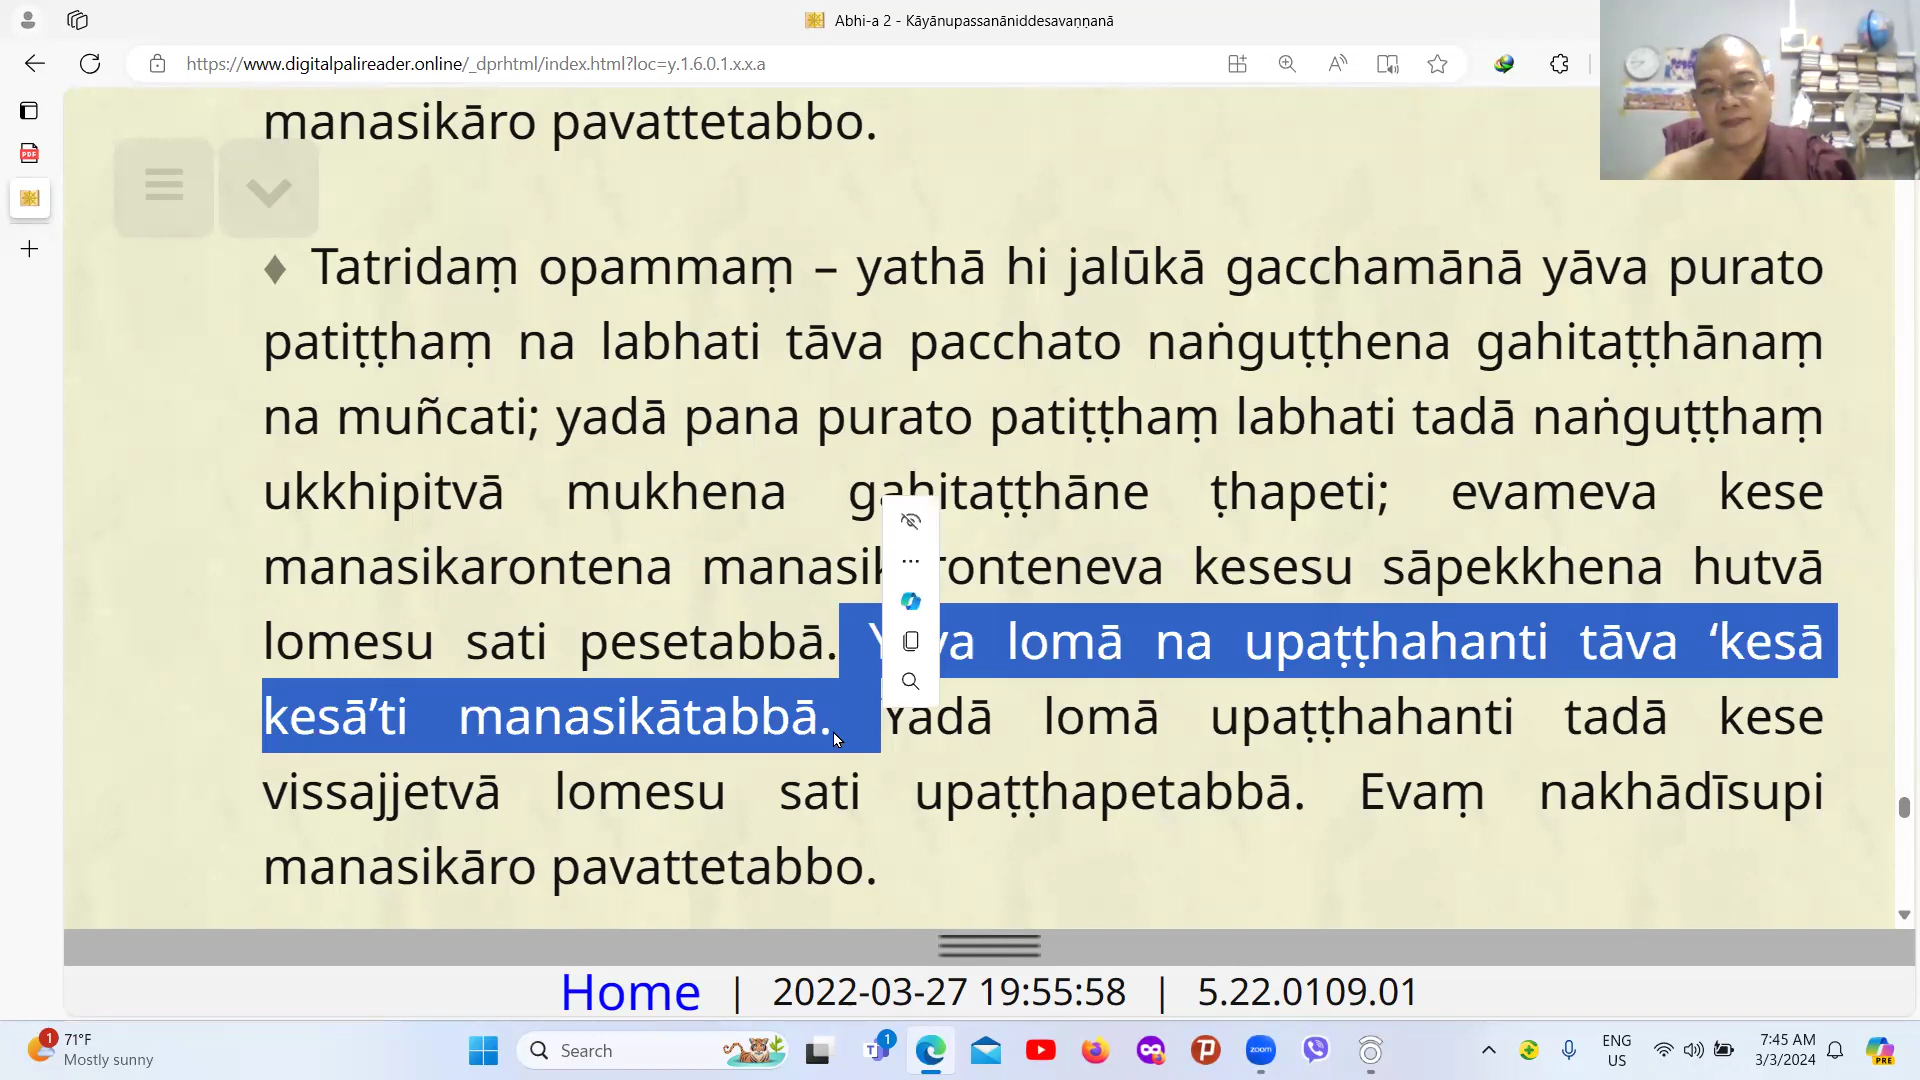 Abhi-a 2 - Kāyānupassanāniddesavaṇṇanā
https://www.digitalpalireader.online/_dprhtml/index.html?loc=y.1.6.0.1.x.x.a
manasikāro pavattetabbo.
♦ Tatridaṃ opammaṃ – yathā hi jalūkā gacchamānā yāva purato
patiṭṭhaṃ na labhati tāva pacchato naṅguṭṭhena gahitaṭṭhānaṃ
na muñcati; yadā pana purato patiṭṭhaṃ labhati tadā naṅguṭṭhaṃ
ukkhipitvā mukhena gahitaṭṭhāne ṭhapeti; evameva kese
manasikarontena manasikaronteneva kesesu sāpekkhena hutvā
lomesu sati pesetabbā. Yāva lomā na upaṭṭhahanti tāva ‘kesā
kesā’ti manasikātabbā. Yadā lomā upaṭṭhahanti tadā kese
vissajjetvā lomesu sati upaṭṭhapetabbā. Evaṃ nakhādīsupi
manasikāro pavattetabbo.
Home | 2022-03-27 19:55:58 | 5.22.0109.01
71°F
Mostly sunny
Search
zoom
ENG
US
7:45 AM
3/3/2024